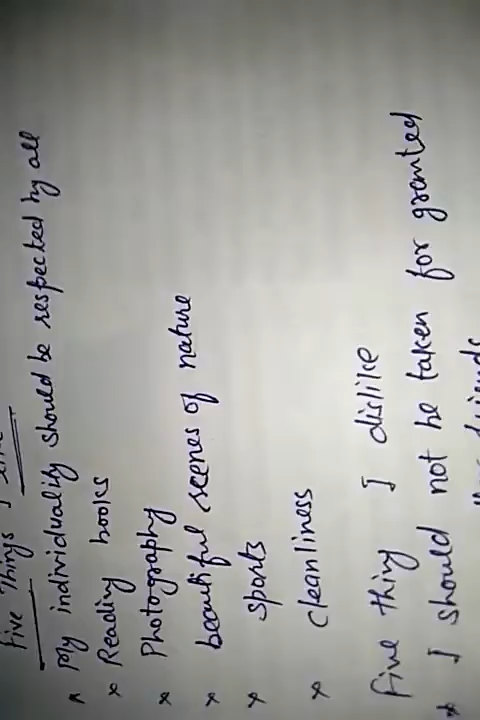 five Things I
* My individuality should be respected by all
* Reading books
* Photography
* beautiful scenes of nature
* sports
* cleanliness
five thing I dislike
* I should not be taken for granted
friends